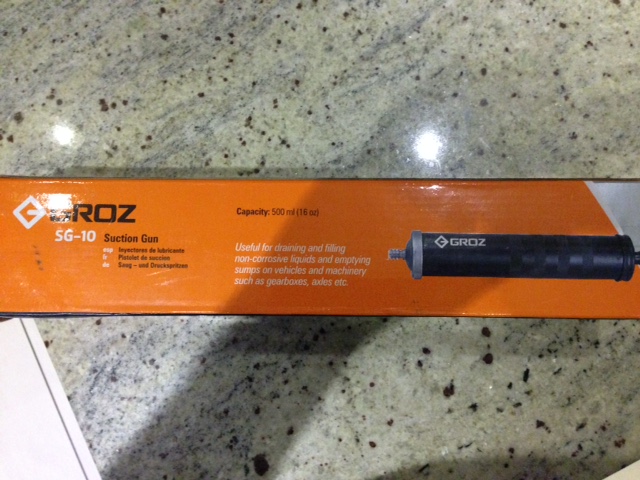 GROZ
SG-10 Suction Gun
esp Inyectores de lubricante
fr Pistolet de succion
de Saug – und Druckspritzen
Capacity: 500 ml (16 oz)
Useful for draining and filling
non-corrosive liquids and emptying
sumps on vehicles and machinery
such as gearboxes, axles etc.
GROZ